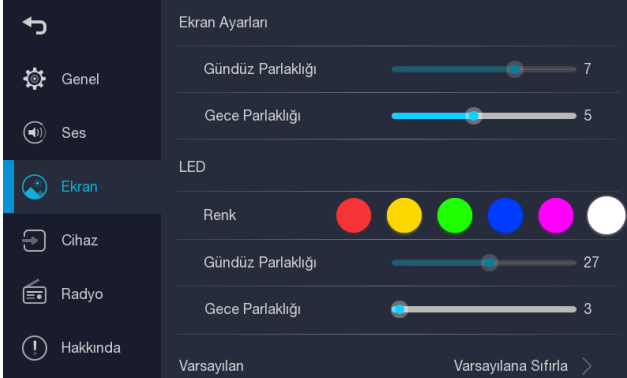 Ekran Ayarları
Gündüz Parlaklığı 7
Genel
Gece Parlaklığı 5
Ses
LED
Ekran
Renk
Cihaz
Gündüz Parlaklığı 27
Radyo
Gece Parlaklığı 3
Hakkında
Varsayılan Varsayılana Sıfırla